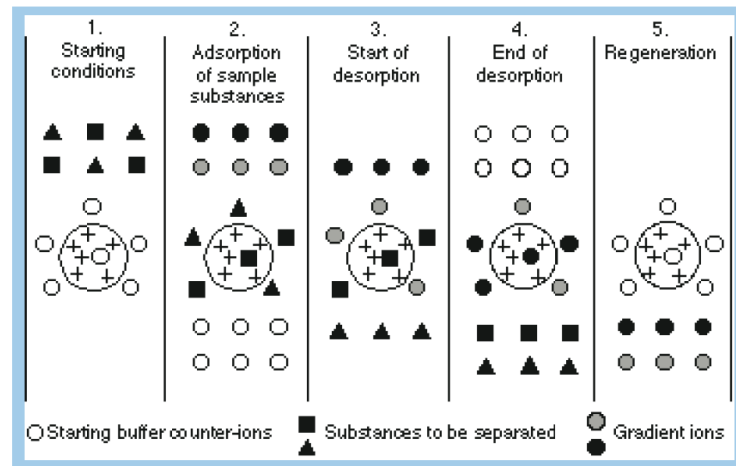 1.
Starting
conditions
2.
Adsorption
of sample
substances
3.
Start of
desorption
4.
End of
desorption
5.
Regeneration
Starting buffer counter-ions
Substances to be separated
Gradient ions